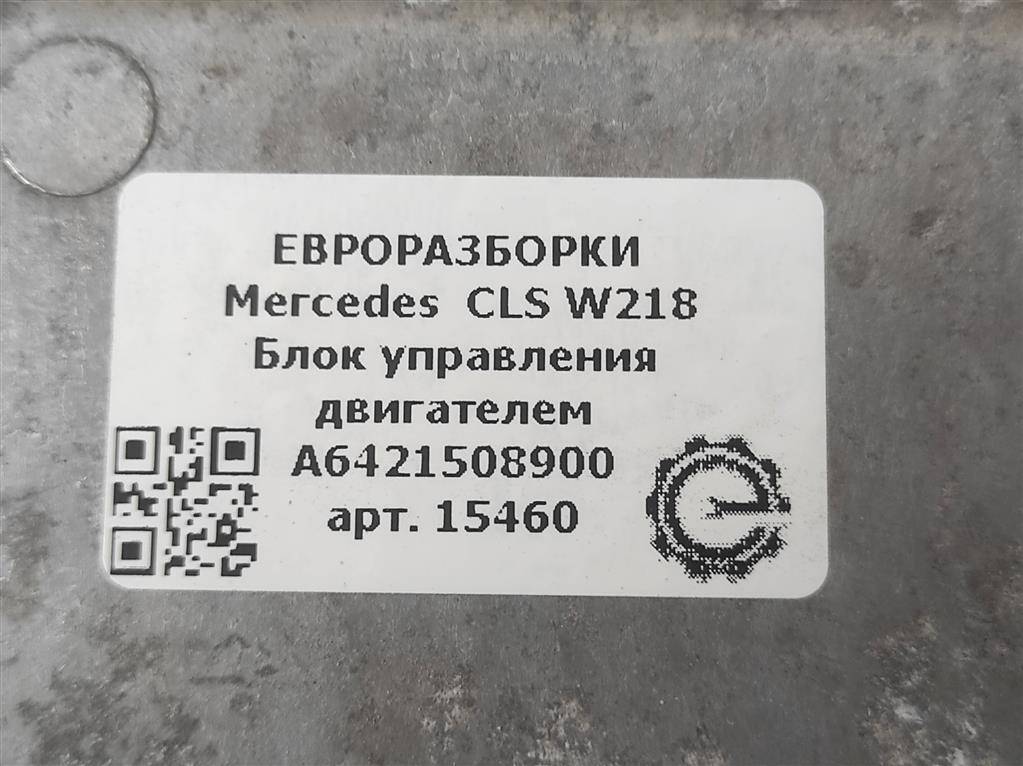 ЕВРОРАЗБОРКИ
Mercedes CLS W218
Блок управления
двигателем
A6421508900
арт. 15460